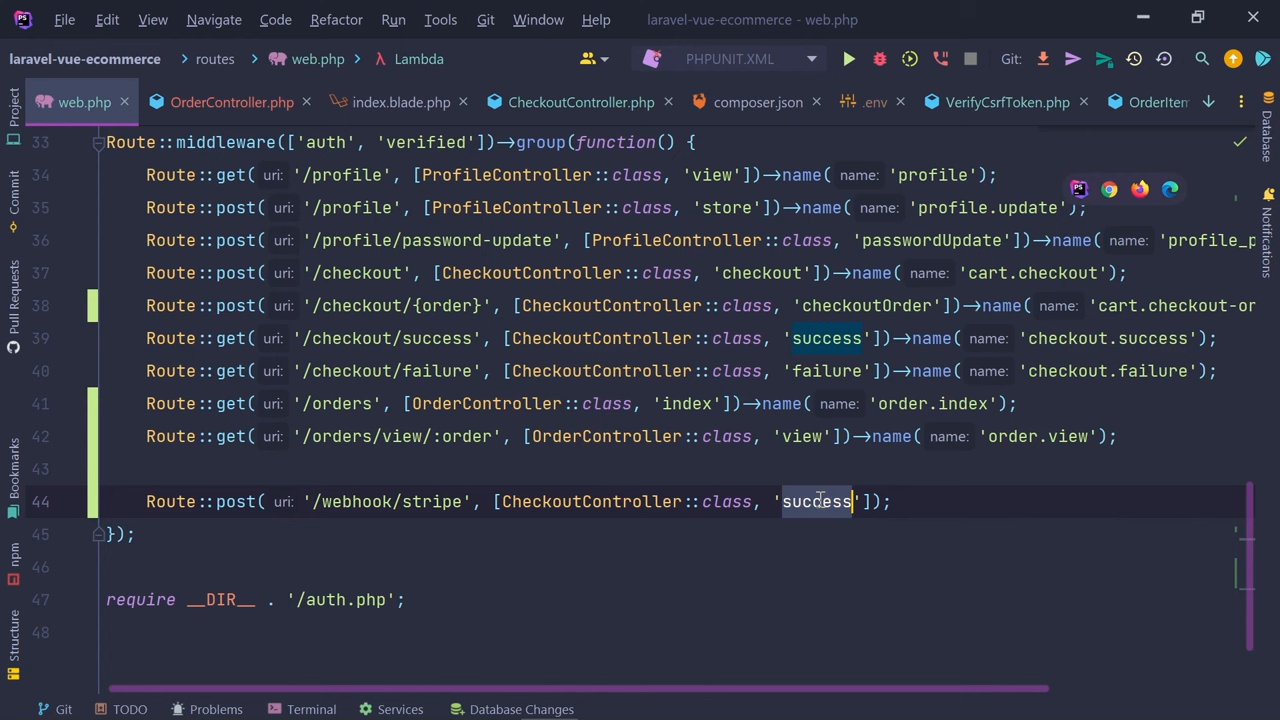 File Edit View Navigate Code Refactor Run Tools Git Window Help laravel-vue-ecommerce - web.php
laravel-vue-ecommerce routes web.php Lambda PHPUNIT.XML Git:
web.php OrderController.php index.blade.php CheckoutController.php composer.json .env VerifyCsrfToken.php OrderItem
33 Route::middleware(['auth', 'verified'])->group(function() {
34 Route::get( uri: '/profile', [ProfileController::class, 'view'])->name( name: 'profile');
35 Route::post( uri: '/profile', [ProfileController::class, 'store'])->name( name: 'profile.update');
36 Route::post( uri: '/profile/password-update', [ProfileController::class, 'passwordUpdate'])->name( name: 'profile_p
37 Route::post( uri: '/checkout', [CheckoutController::class, 'checkout'])->name( name: 'cart.checkout');
38 Route::post( uri: '/checkout/{order}', [CheckoutController::class, 'checkoutOrder'])->name( name: 'cart.checkout-or
39 Route::get( uri: '/checkout/success', [CheckoutController::class, 'success'])->name( name: 'checkout.success');
40 Route::get( uri: '/checkout/failure', [CheckoutController::class, 'failure'])->name( name: 'checkout.failure');
41 Route::get( uri: '/orders', [OrderController::class, 'index'])->name( name: 'order.index');
42 Route::get( uri: '/orders/view/:order', [OrderController::class, 'view'])->name( name: 'order.view');
43
44 Route::post( uri: '/webhook/stripe', [CheckoutController::class, 'success']);
45 });
46
47 require __DIR__ . '/auth.php';
48
Project
Commit
Pull Requests
Bookmarks
npm
Structure
Database
Notifications
Git TODO Problems Terminal Services Database Changes